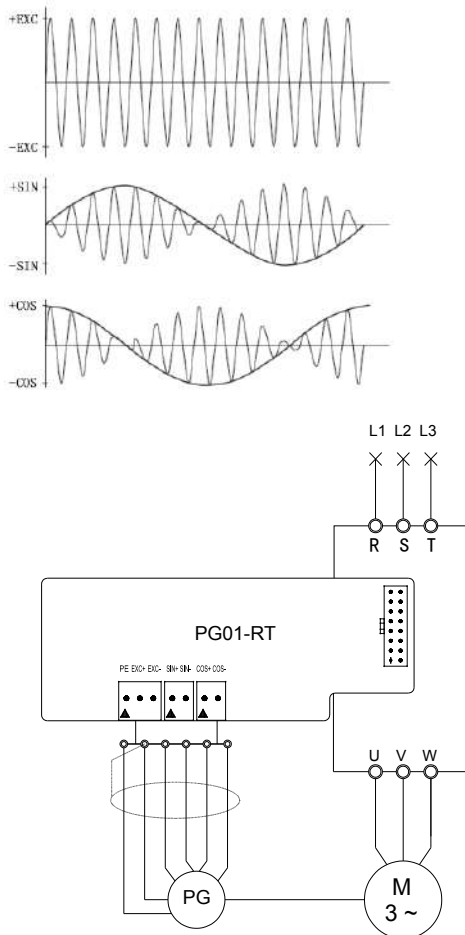 +EXC
-EXC
+SIN
-SIN
+COS
-COS
L1 L2 L3
R S T
PG01-RT
PE EXC+ EXC- SIN+ SIN- COS+ COS-
U V W
PG
M
3 ~